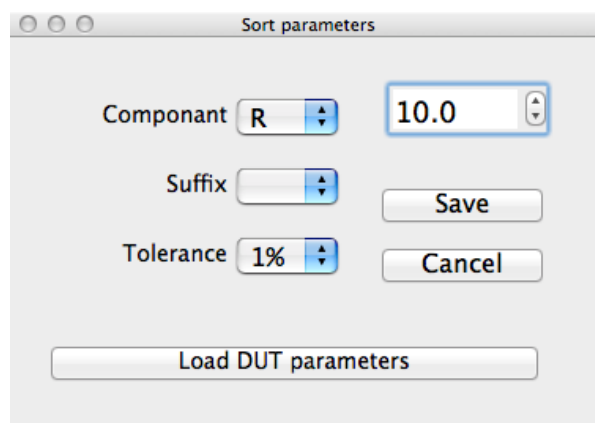 Sort parameters
Componant R 10.0
Suffix Save
Tolerance 1% Cancel
Load DUT parameters